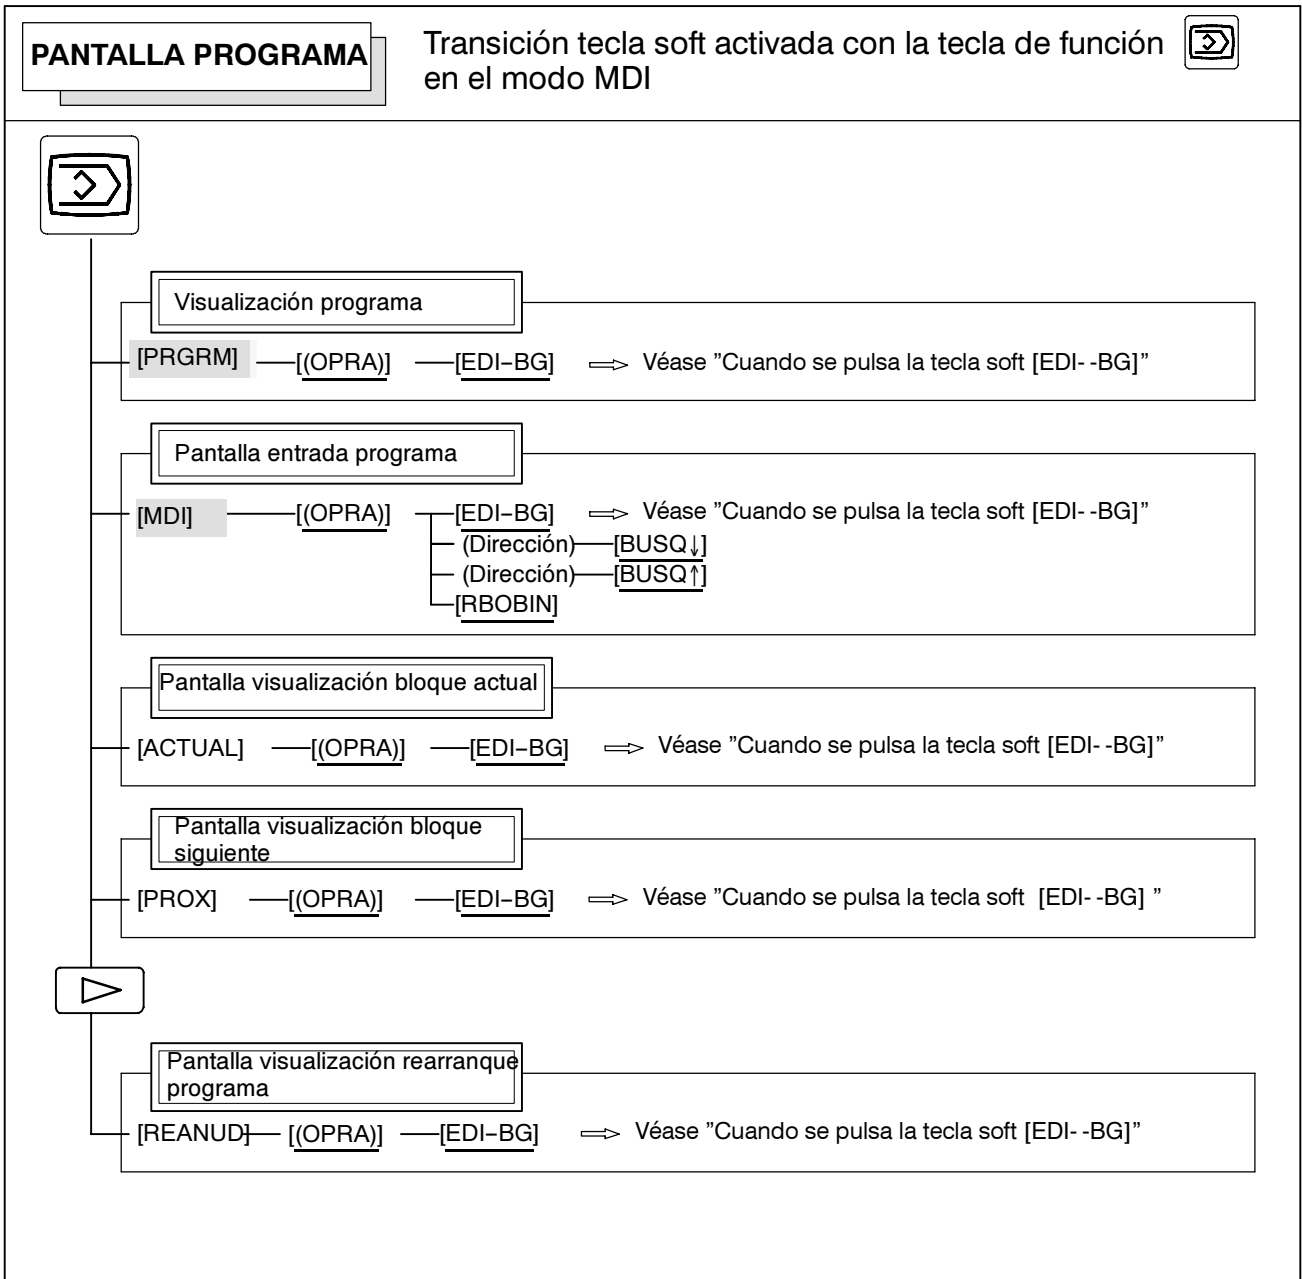 PANTALLA PROGRAMA
Transición tecla soft activada con la tecla de función
en el modo MDI
Visualización programa
[PRGRM] [(OPRA)] [EDI–BG] Véase ”Cuando se pulsa la tecla soft [EDI- -BG]”
Pantalla entrada programa
[MDI] [(OPRA)] [EDI–BG] Véase ”Cuando se pulsa la tecla soft [EDI- -BG]”
(Dirección) [BUSQ↓]
(Dirección) [BUSQ↑]
[RBOBIN]
Pantalla visualización bloque actual
[ACTUAL] [(OPRA)] [EDI–BG] Véase ”Cuando se pulsa la tecla soft [EDI- -BG]”
Pantalla visualización bloque
siguiente
[PROX] [(OPRA)] [EDI–BG] Véase ”Cuando se pulsa la tecla soft [EDI- -BG] ”
Pantalla visualización rearranque
programa
[REANUD] [(OPRA)] [EDI–BG] Véase ”Cuando se pulsa la tecla soft [EDI- -BG]”